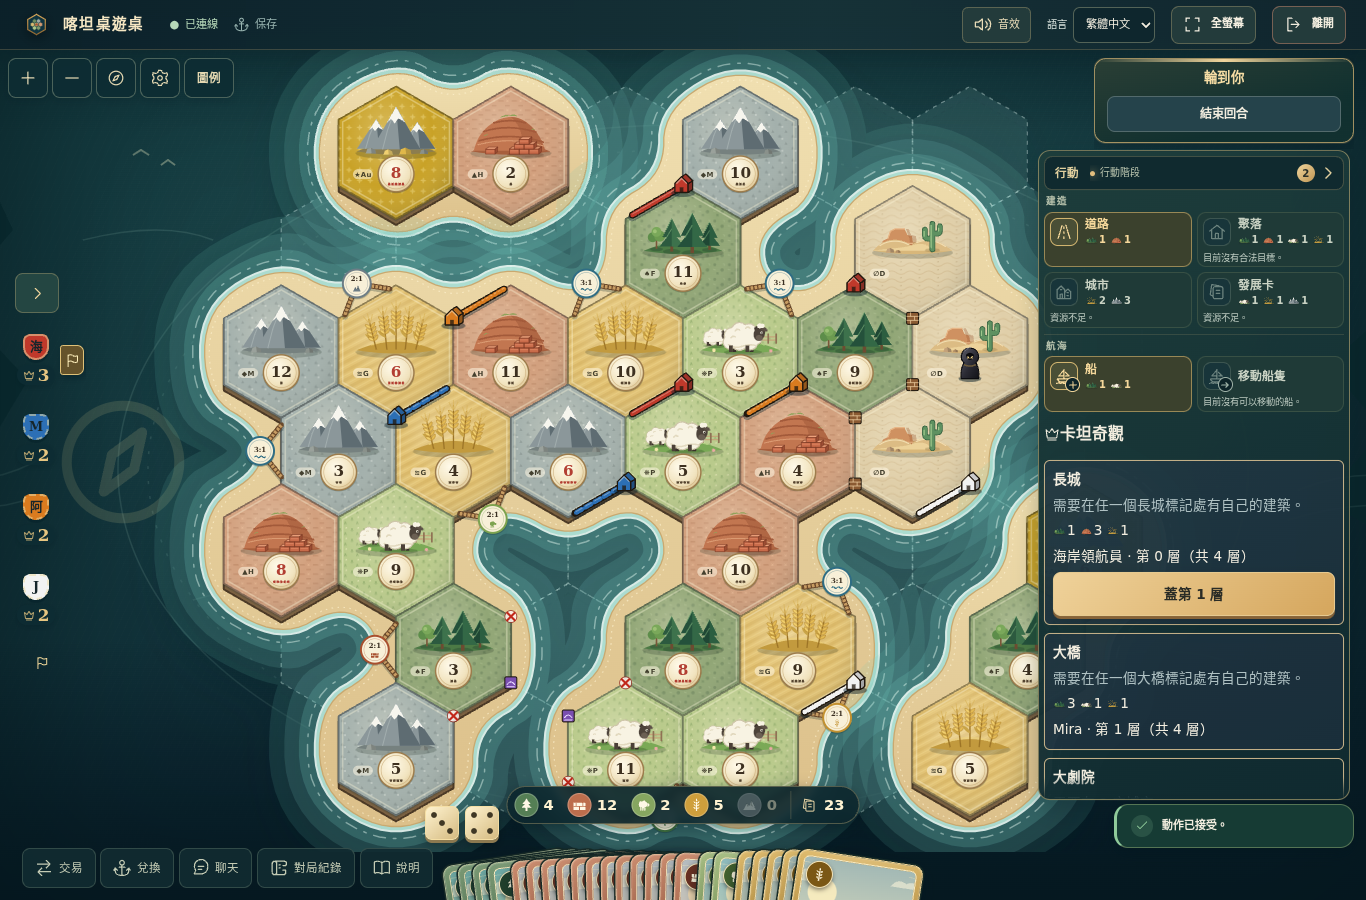 喀坦桌遊桌
已連線
保存
音效
語言
繁體中文
全螢幕
離開
圖例
輪到你
結束回合
行動
行動階段
2
建造
道路
1 1
聚落
1 1 1 1
目前沒有合法目標。
城市
2 3
資源不足。
發展卡
1 1 1
資源不足。
航海
船
1 1
移動船隻
目前沒有可以移動的船。
卡坦奇觀
長城
需要在任一個長城標記處有自己的建築。
1 3 1
海岸領航員 · 第 0 層（共 4 層）
蓋第 1 層
大橋
需要在任一個大橋標記處有自己的建築。
3 1 1
Mira · 第 1 層（共 4 層）
大劇院
動作已接受。
海
3
M
2
阿
2
J
2
★Au 8
▲H 2
◆M 10
♠F 11
∅D
2:1
3:1
3:1
◆M 12
≋G 6
▲H 11
≋G 10
❋P 3
♠F 9
∅D
3:1
◆M 3
≋G 4
◆M 6
❋P 5
▲H 4
∅D
2:1
▲H 8
❋P 9
▲H 10
3:1
2:1
♠F 3
♠F 8
≋G 9
♠F 4
2:1
◆M 5
❋P 11
❋P 2
≋G 5
4 12 2 5 0 23
交易
兌換
聊天
對局紀錄
說明